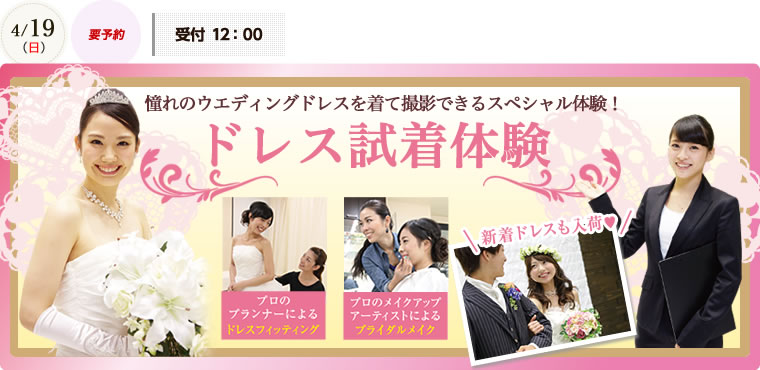 4/19
(日)
要予約
受付 12:00
憧れのウエディングドレスを着て撮影できるスペシャル体験！
ドレス試着体験
新着ドレスも入荷♥
プロの
プランナーによる
ドレスフィッティング
プロのメイクアップ
アーティストによる
ブライダルメイク